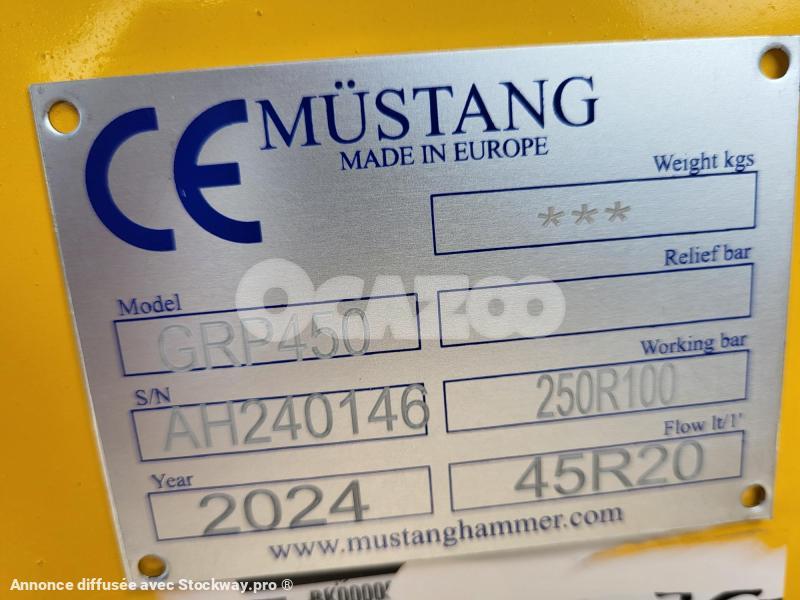 CE MÜSTANG
MADE IN EUROPE
Weight kgs
***
Relief bar
Model
GRP450
Working bar
250R100
S/N
AH240146
Flow lt/1'
45R20
Year
2024
www.mustanghammer.com
OCAZOO
Annonce diffusée avec Stockway.pro ®